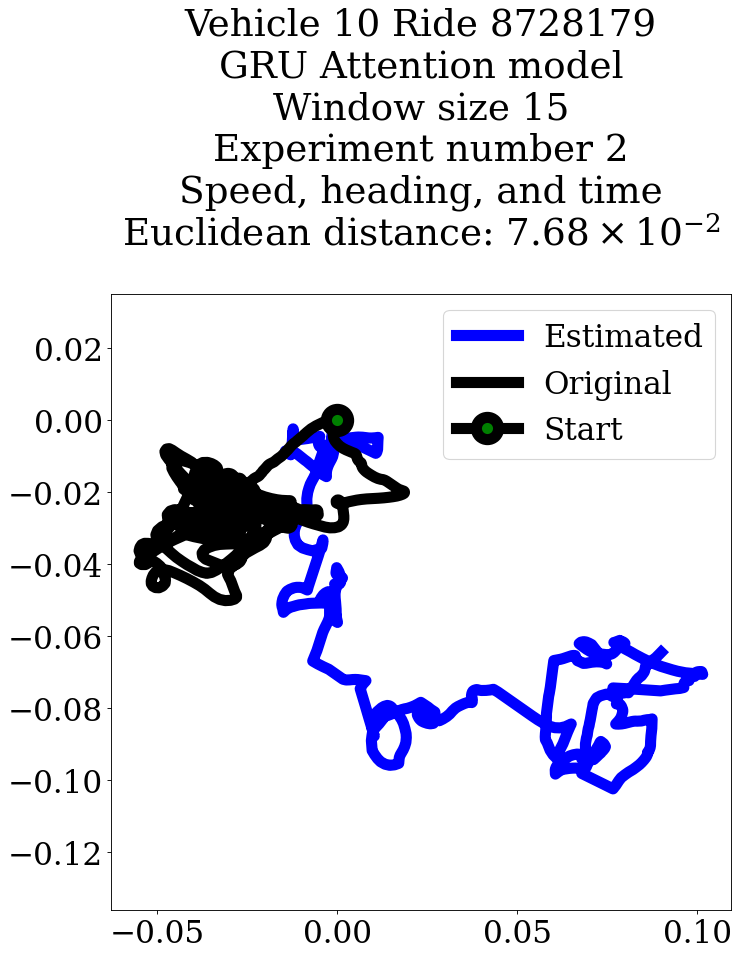 Vehicle 10 Ride 8728179
GRU Attention model
Window size 15
Experiment number 2
Speed, heading, and time
Euclidean distance: 7.68 × 10⁻²
Estimated
Original
Start
0.02
0.00
−0.02
−0.04
−0.06
−0.08
−0.10
−0.12
−0.05 0.00 0.05 0.10